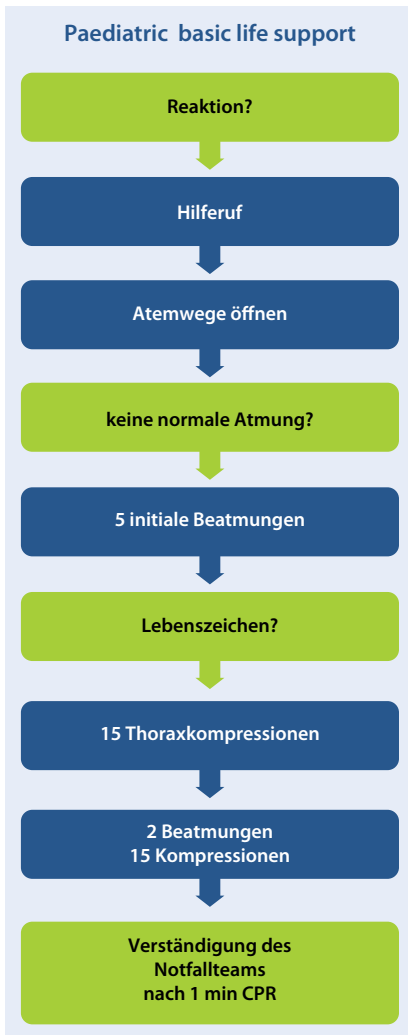 Paediatric basic life support
Reaktion?
Hilferuf
Atemwege öffnen
keine normale Atmung?
5 initiale Beatmungen
Lebenszeichen?
15 Thoraxkompressionen
2 Beatmungen
15 Kompressionen
Verständigung des
Notfallteams
nach 1 min CPR